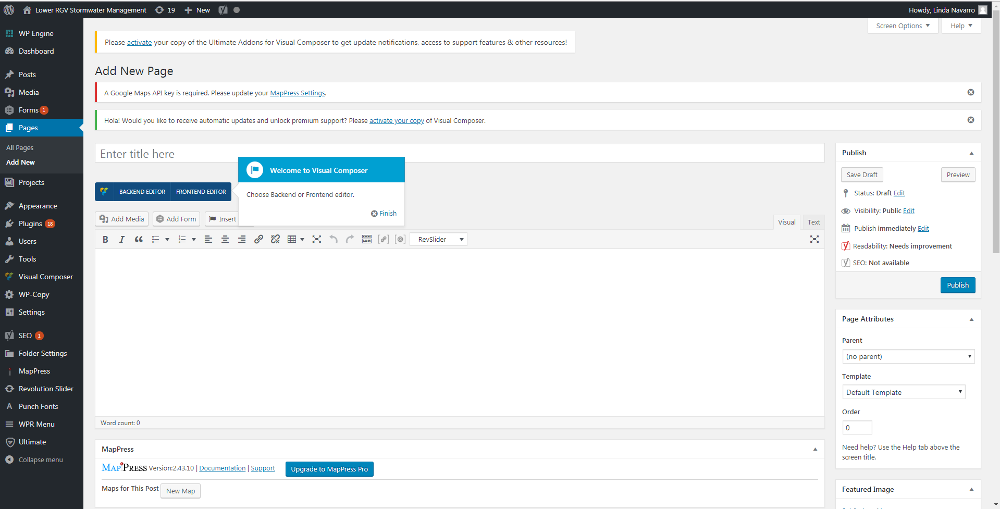 Lower RGV Stormwater Management 19 New Howdy, Linda Navarro
Screen Options Help
WP Engine
Dashboard
Posts
Media
Forms 1
Pages
All Pages
Add New
Projects
Appearance
Plugins 18
Users
Tools
Visual Composer
WP-Copy
Settings
SEO 1
Folder Settings
MapPress
Revolution Slider
Punch Fonts
WPR Menu
Ultimate
Collapse menu
Please activate your copy of the Ultimate Addons for Visual Composer to get update notifications, access to support features & other resources!
Add New Page
A Google Maps API key is required. Please update your MapPress Settings.
Hola! Would you like to receive automatic updates and unlock premium support? Please activate your copy of Visual Composer.
Enter title here
Welcome to Visual Composer
BACKEND EDITOR FRONTEND EDITOR
Choose Backend or Frontend editor.
Finish
Add Media Add Form Insert
Visual Text
B I RevSlider
Word count: 0
MapPress
MAPPRESS Version:2.43.10 | Documentation | Support Upgrade to MapPress Pro
Maps for This Post New Map
Publish
Save Draft Preview
Status: Draft Edit
Visibility: Public Edit
Publish immediately Edit
Readability: Needs improvement
SEO: Not available
Publish
Page Attributes
Parent
(no parent)
Template
Default Template
Order
0
Need help? Use the Help tab above the
screen title.
Featured Image